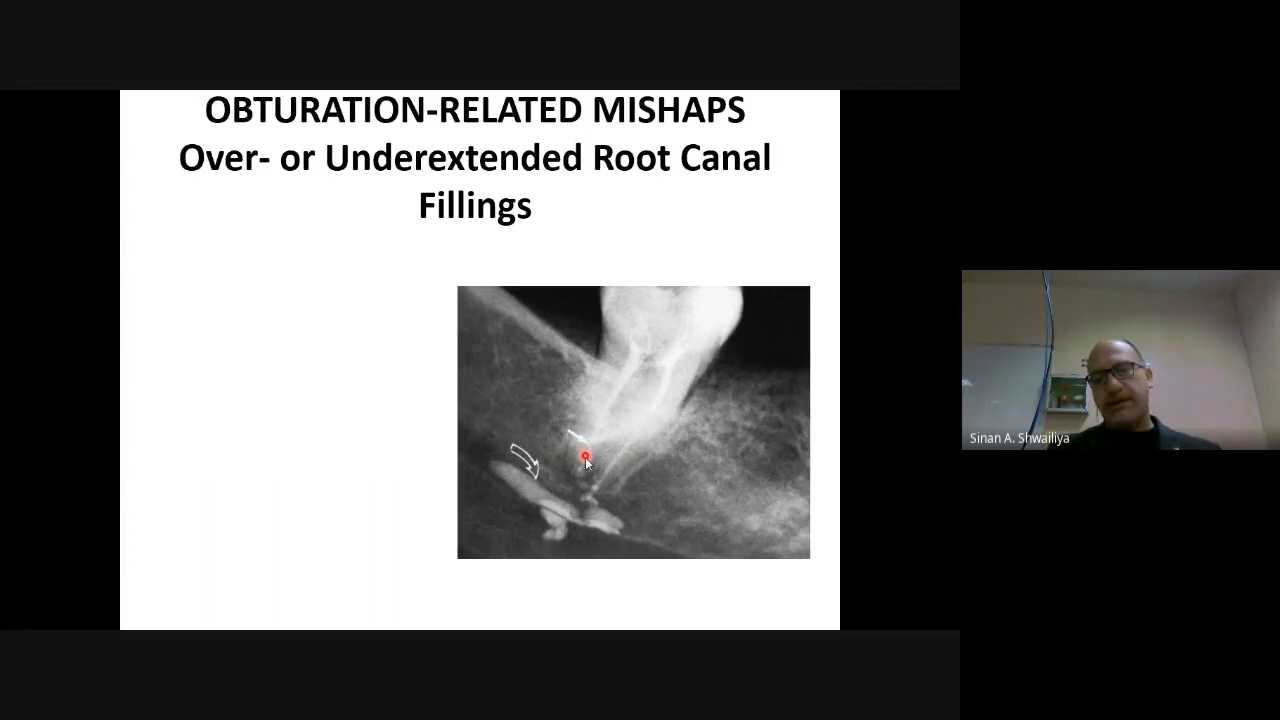 OBTURATION-RELATED MISHAPS
Over- or Underextended Root Canal
Fillings
Sinan A. Shwailiya